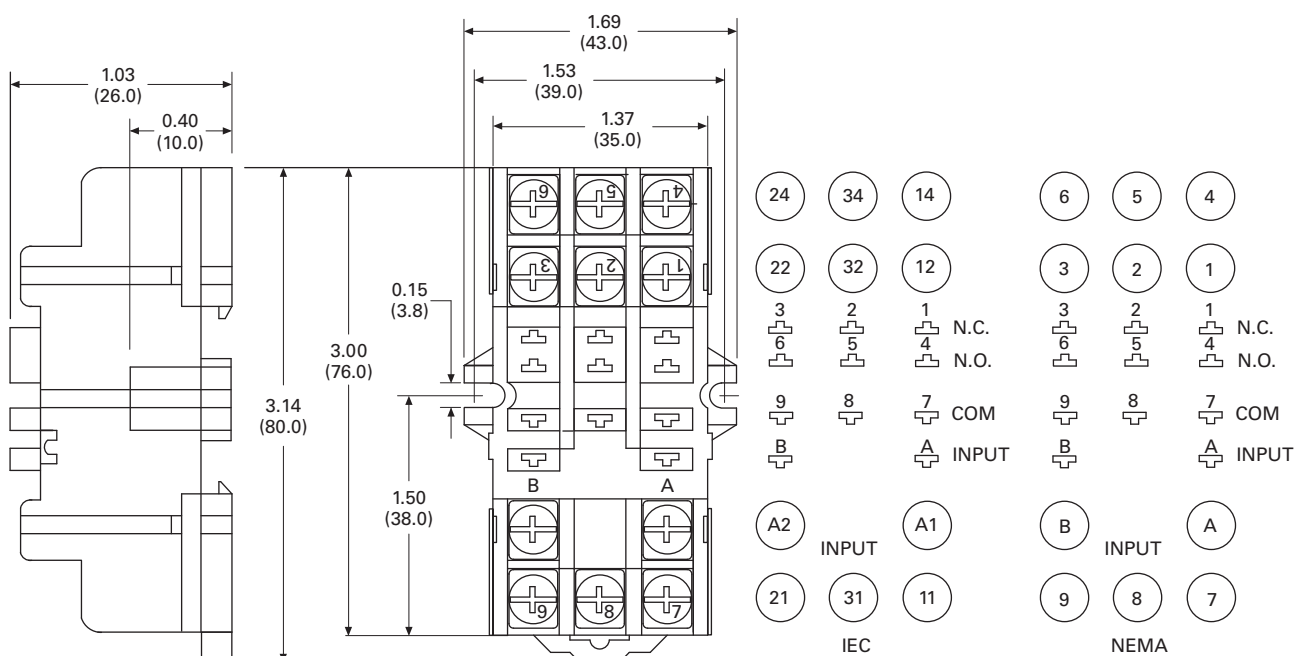 1.69
(43.0)
1.03
(26.0)
1.53
(39.0)
0.40
(10.0)
1.37
(35.0)
6 5 4
3 2 1
0.15
(3.8)
3.00
(76.0)
3.14
(80.0)
1.50
(38.0)
B A
9 8 7
24 34 14
22 32 12
3 2 1 N.C.
6 5 4 N.O.
9 8 7 COM
B A INPUT
A2 A1
INPUT
21 31 11
IEC
6 5 4
3 2 1
3 2 1 N.C.
6 5 4 N.O.
9 8 7 COM
B A INPUT
B A
INPUT
9 8 7
NEMA